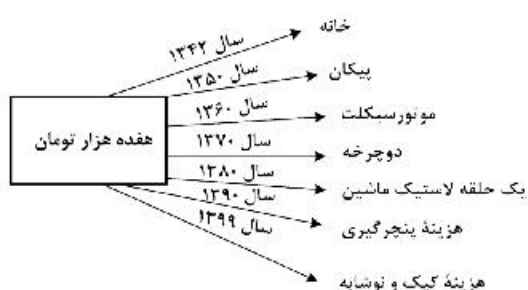 هفده هزار تومان
سال ۱۳۴۲
خانه
سال ۱۳۵۰
پیکان
سال ۱۳۶۰
موتورسیکلت
سال ۱۳۷۰
دوچرخه
سال ۱۳۸۰
یک حلقه لاستیک ماشین
سال ۱۳۹۰
هزینهٔ پنچرگیری
سال ۱۳۹۹
هزینهٔ کیک و نوشابه